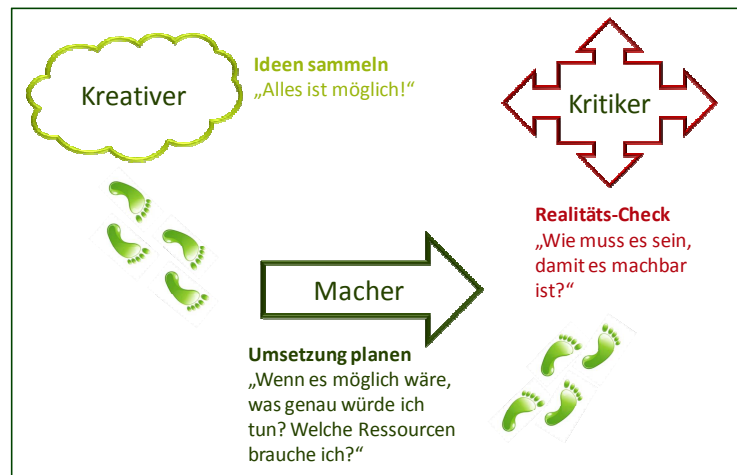 Kreativer
Ideen sammeln
„Alles ist möglich!“
Kritiker
Realitäts-Check
„Wie muss es sein,
damit es machbar
ist?“
Macher
Umsetzung planen
„Wenn es möglich wäre,
was genau würde ich
tun? Welche Ressourcen
brauche ich?“